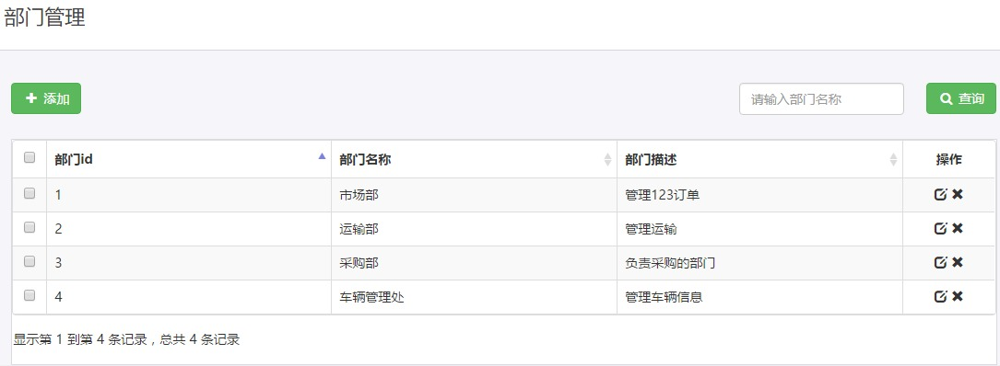 部门管理
添加
请输入部门名称
查询
部门id 部门名称 部门描述 操作
1 市场部 管理123订单
2 运输部 管理运输
3 采购部 负责采购的部门
4 车辆管理处 管理车辆信息
显示第 1 到第 4 条记录，总共 4 条记录